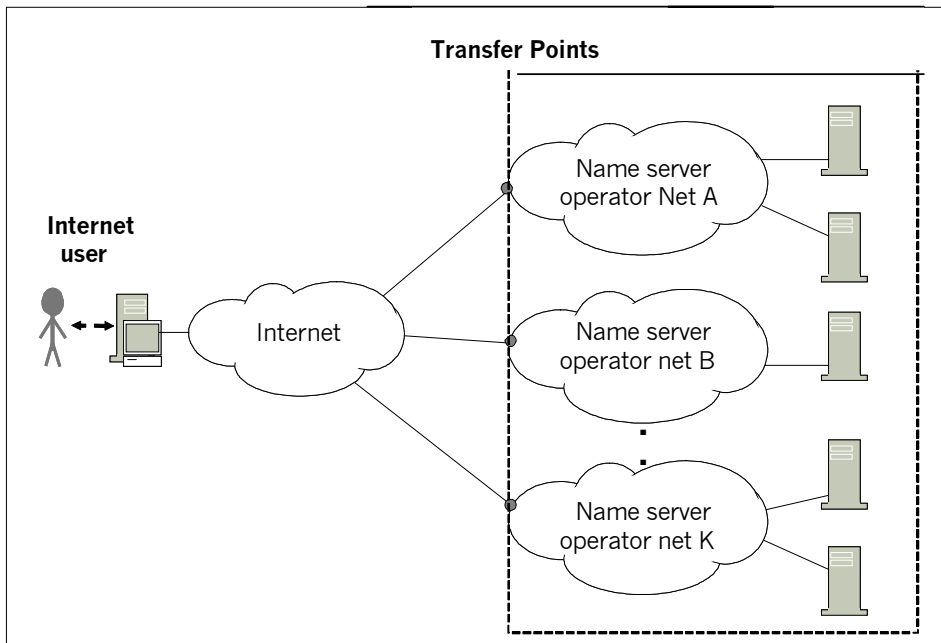 Transfer Points
Name server
operator Net A
Internet
user
Internet
Name server
operator net B
Name server
operator net K